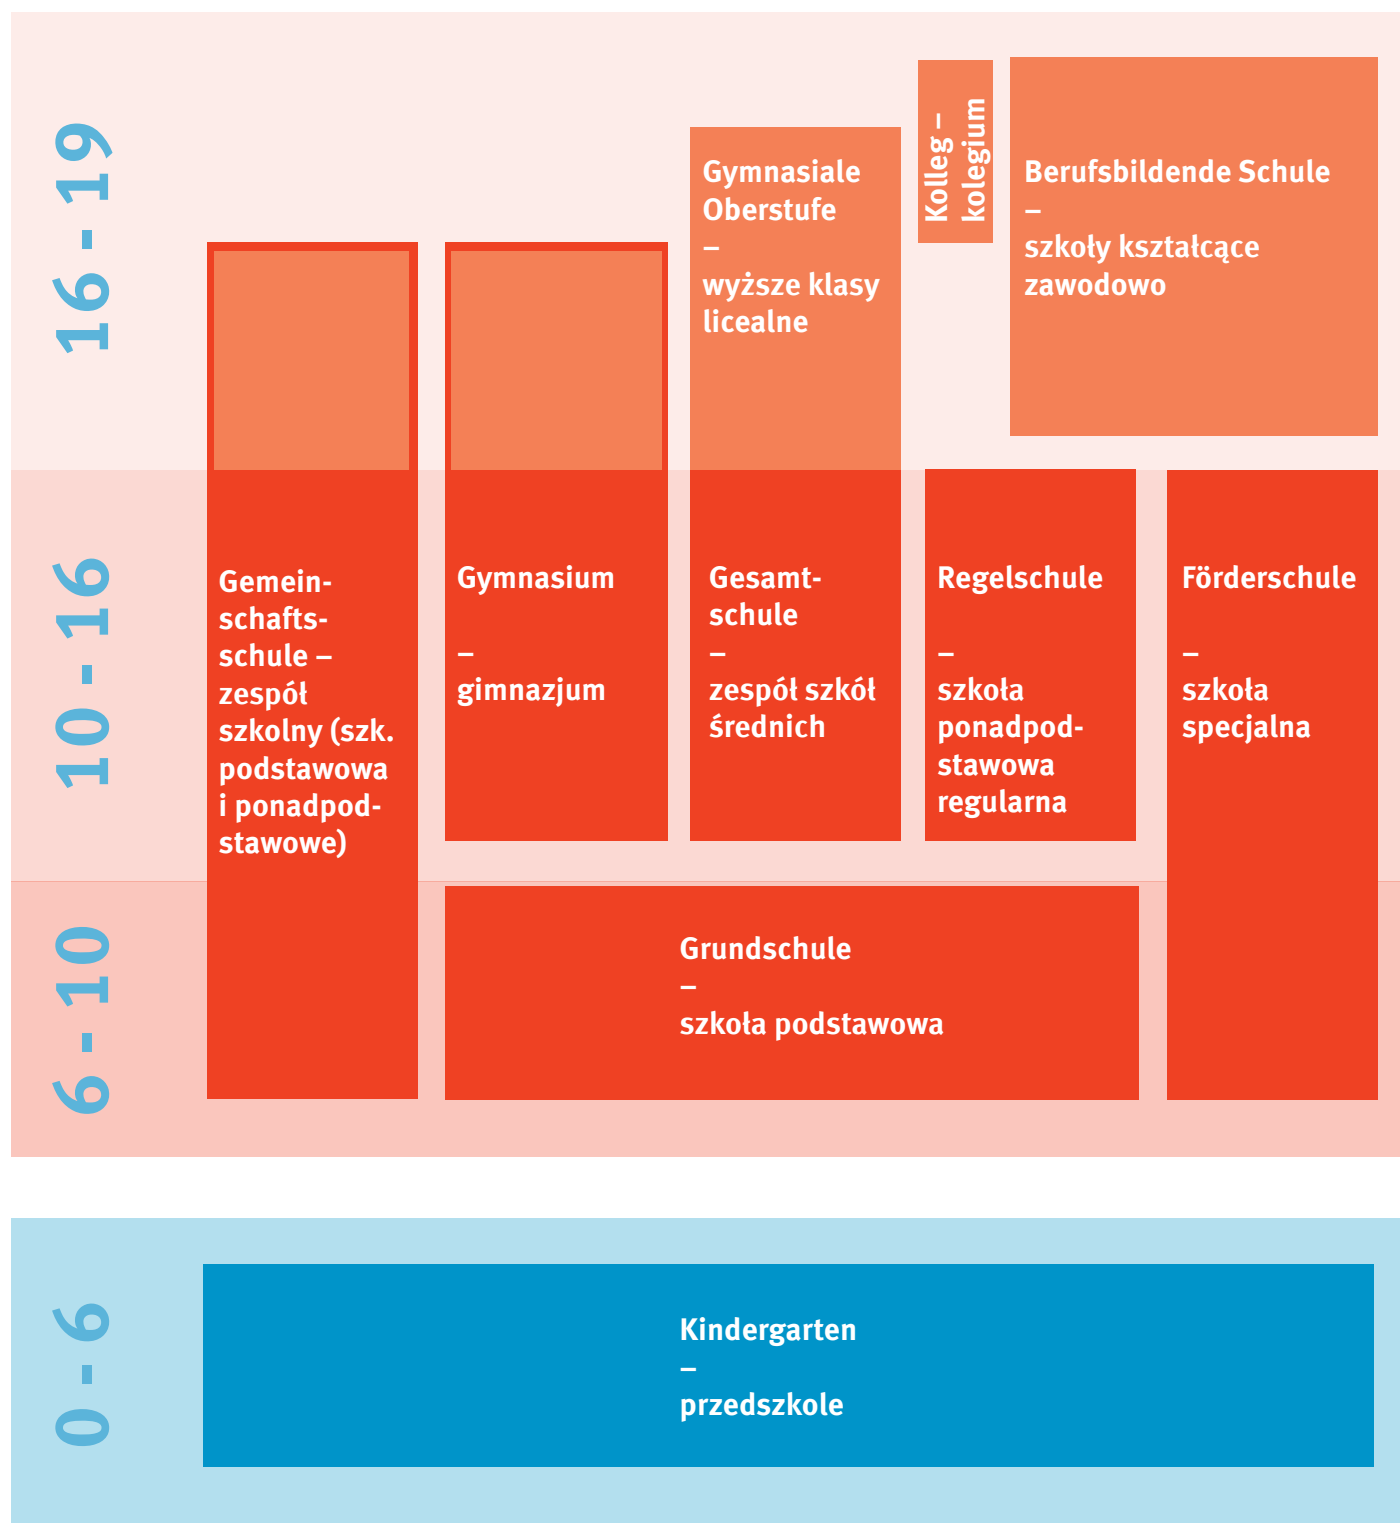 16 - 19
Gymnasiale
Oberstufe
–
wyższe klasy
licealne
Kolleg –
kolegium
Berufsbildende Schule
–
szkoły kształcące
zawodowo
10 - 16
Gemein-
schafts-
schule –
zespół
szkolny (szk.
podstawowa
i ponadpod-
stawowe)
Gymnasium
–
gimnazjum
Gesamt-
schule
–
zespół szkół
średnich
Regelschule
–
szkoła
ponadpod-
stawowa
regularna
Förderschule
–
szkoła
specjalna
6 - 10
Grundschule
–
szkoła podstawowa
0 - 6
Kindergarten
–
przedszkole